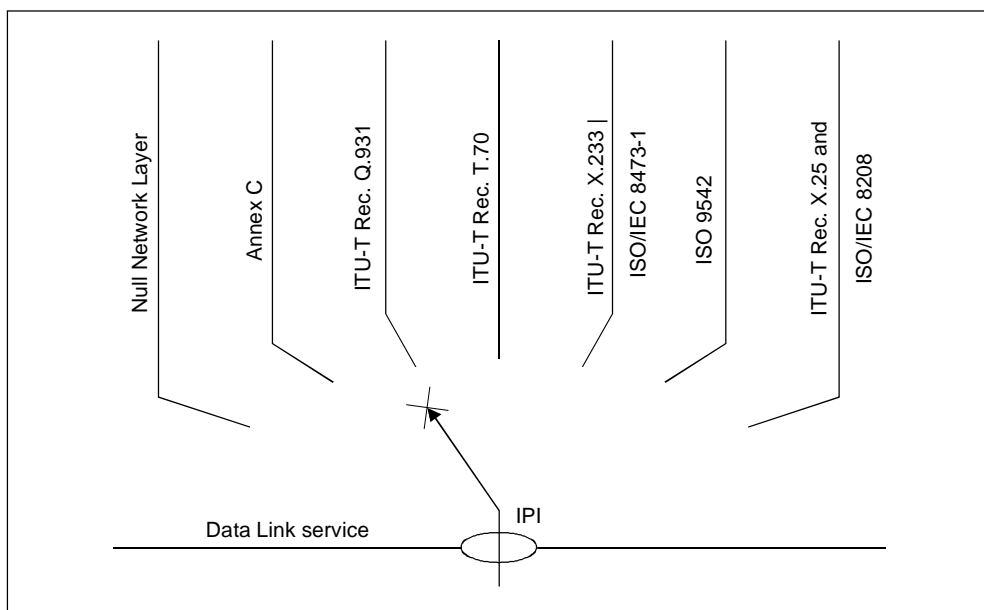 Null Network Layer
Annex C
ITU-T Rec. Q.931
ITU-T Rec. T.70
ITU-T Rec. X.233 |
ISO/IEC 8473-1
ISO 9542
ITU-T Rec. X.25 and
ISO/IEC 8208
IPI
Data Link service